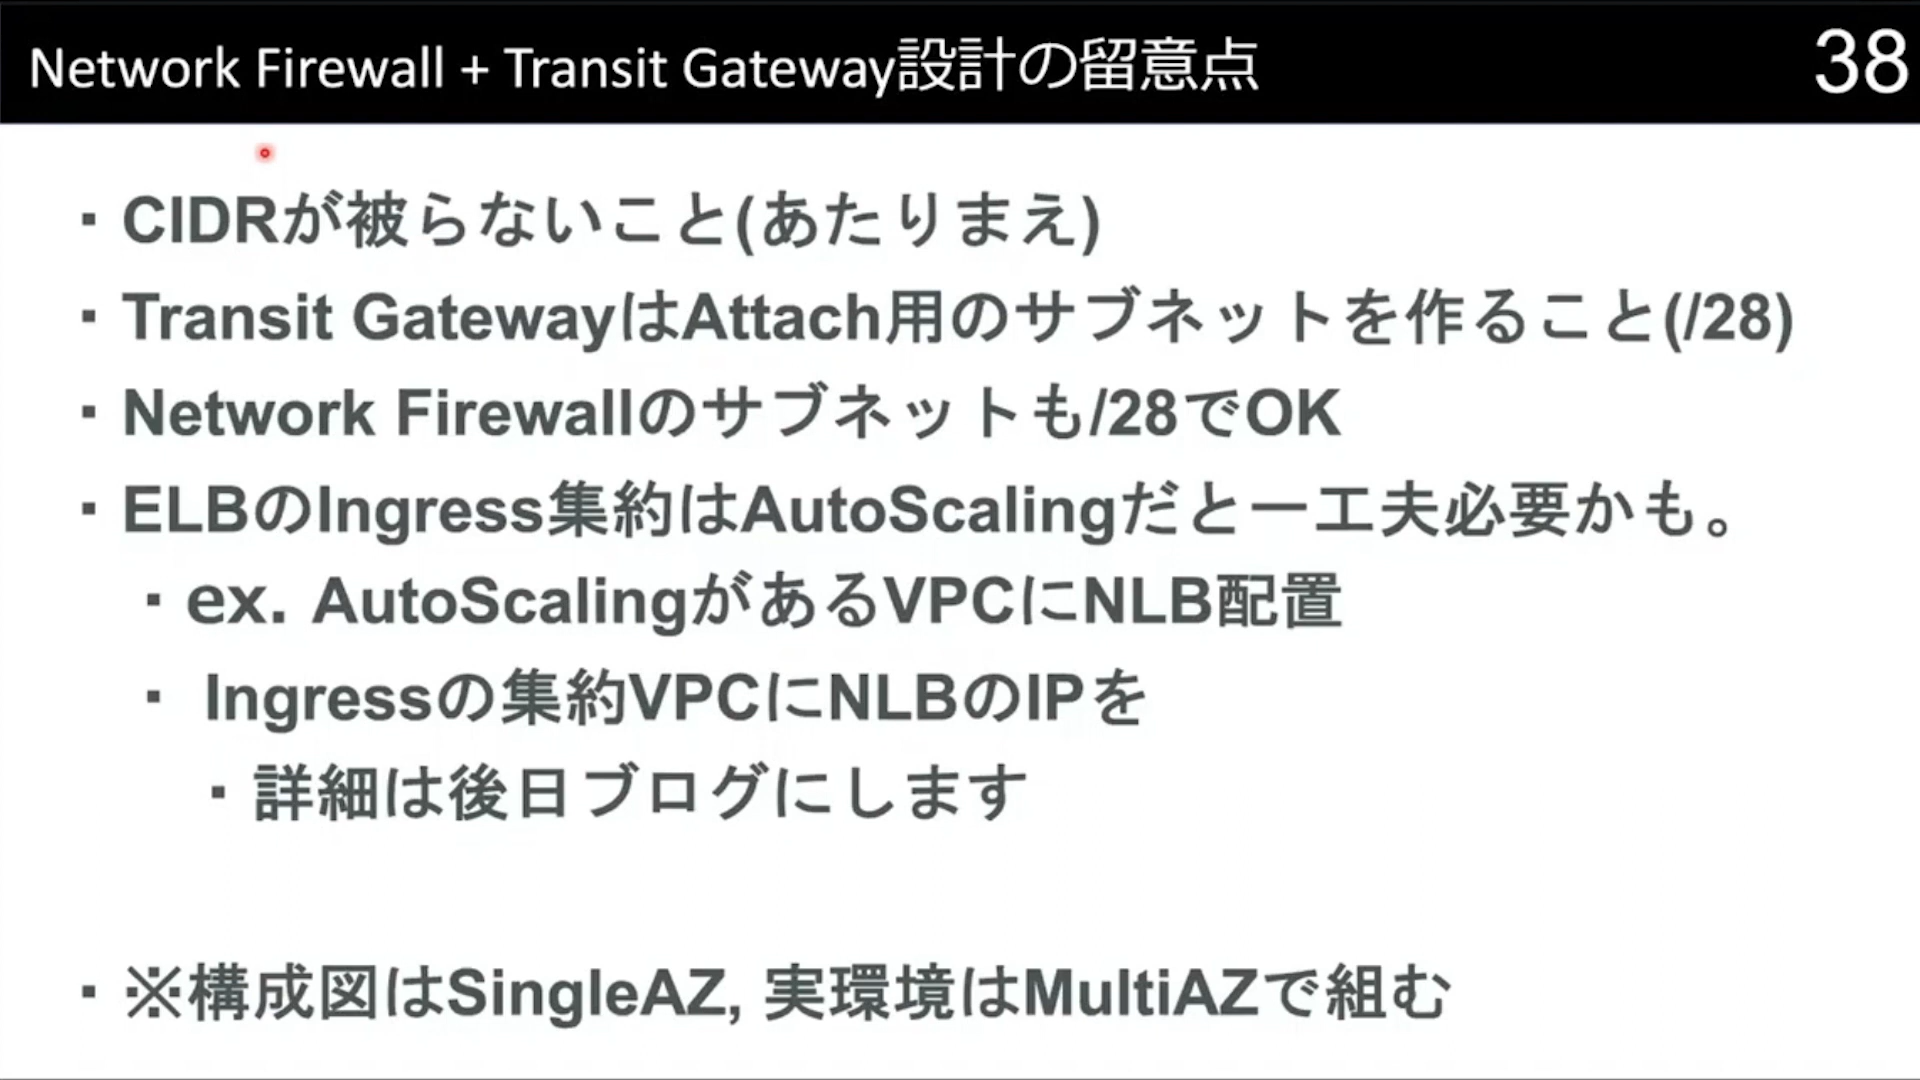 Network Firewall + Transit Gateway設計の留意点
38
・CIDRが被らないこと(あたりまえ)
・Transit GatewayはAttach用のサブネットを作ること(/28)
・Network Firewallのサブネットも/28でOK
・ELBのIngress集約はAutoScalingだと一工夫必要かも。
・ex. AutoScalingがあるVPCにNLB配置
・ Ingressの集約VPCにNLBのIPを
・詳細は後日ブログにします
・※構成図はSingleAZ, 実環境はMultiAZで組む